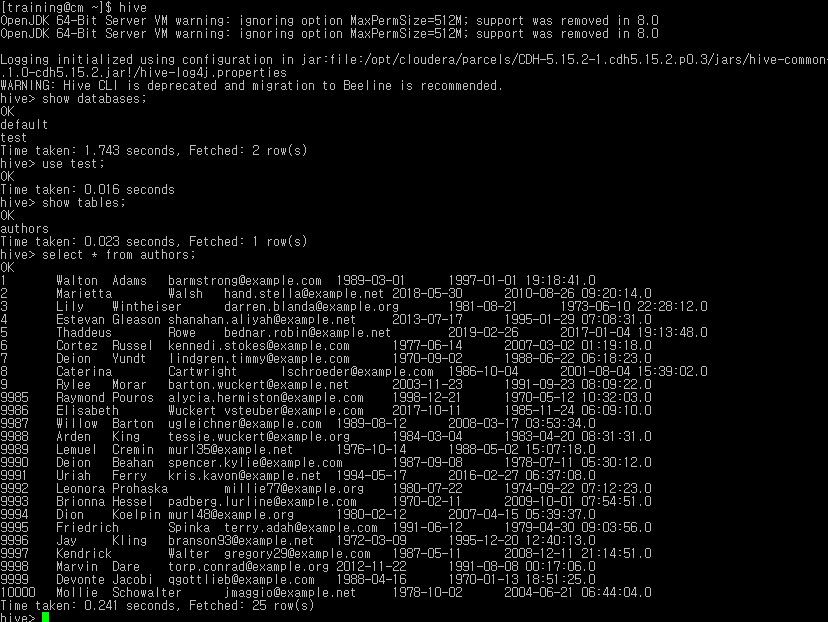 [training@cm ~]$ hive
OpenJDK 64-Bit Server VM warning: ignoring option MaxPermSize=512M; support was removed in 8.0
OpenJDK 64-Bit Server VM warning: ignoring option MaxPermSize=512M; support was removed in 8.0
Logging initialized using configuration in jar:file:/opt/cloudera/parcels/CDH-5.15.2-1.cdh5.15.2.p0.3/jars/hive-common-
.1.0-cdh5.15.2.jar!/hive-log4j.properties
WARNING: Hive CLI is deprecated and migration to Beeline is recommended.
hive> show databases;
OK
default
test
Time taken: 1.743 seconds, Fetched: 2 row(s)
hive> use test;
OK
Time taken: 0.016 seconds
hive> show tables;
OK
authors
Time taken: 0.023 seconds, Fetched: 1 row(s)
hive> select * from authors;
OK
1 Walton Adams barmstrong@example.com 1989-03-01 1997-01-01 19:18:41.0
2 Marietta Walsh hand.stella@example.net 2018-05-30 2010-08-26 09:20:14.0
3 Lily Wintheiser darren.blanda@example.org 1981-08-21 1973-06-10 22:28:12.0
4 Estevan Gleason shanahan.aliyah@example.net 2013-07-17 1995-01-29 07:08:31.0
5 Thaddeus Rowe bednar.robin@example.net 2019-02-26 2017-01-04 19:13:48.0
6 Cortez Russel kennedi.stokes@example.com 1977-06-14 2007-03-02 01:19:18.0
7 Deion Yundt lindgren.timmy@example.com 1970-09-02 1988-06-22 06:18:23.0
8 Caterina Cartwright lschroeder@example.com 1986-10-04 2001-08-04 15:39:02.0
9 Rylee Morar barton.wuckert@example.net 2003-11-23 1991-09-23 08:09:22.0
9985 Raymond Pouros alycia.hermiston@example.com 1998-12-21 1970-05-12 10:32:03.0
9986 Elisabeth Wuckert vsteuber@example.com 2017-10-11 1985-11-24 06:09:10.0
9987 Willow Barton ugleichner@example.com 1989-08-12 2008-03-17 03:53:34.0
9988 Arden King tessie.wuckert@example.org 1984-03-04 1983-04-20 08:31:31.0
9989 Lemuel Cremin murl35@example.net 1976-10-14 1988-05-02 15:07:18.0
9990 Deion Beahan spencer.kylie@example.com 1987-09-08 1978-07-11 05:30:12.0
9991 Uriah Ferry kris.kavon@example.net 1994-05-17 2016-02-27 06:37:08.0
9992 Leonora Prohaska millie77@example.org 1980-07-22 1974-09-22 07:12:23.0
9993 Brionna Hessel padberg.lurline@example.com 1970-02-11 2009-10-01 07:54:51.0
9994 Dion Koelpin murl48@example.org 1980-02-12 2007-04-15 05:39:37.0
9995 Friedrich Spinka terry.adah@example.com 1991-06-12 1979-04-30 09:03:56.0
9996 Jay Kling branson93@example.net 1972-03-09 1995-12-20 12:40:13.0
9997 Kendrick Walter gregory29@example.com 1987-05-11 2008-12-11 21:14:51.0
9998 Marvin Dare torp.conrad@example.org 2012-11-22 1991-08-08 00:17:06.0
9999 Devonte Jacobi qgottlieb@example.com 1988-04-16 1970-01-13 18:51:25.0
10000 Mollie Schowalter jmaggio@example.net 1978-10-02 2004-06-21 06:44:04.0
Time taken: 0.241 seconds, Fetched: 25 row(s)
hive>